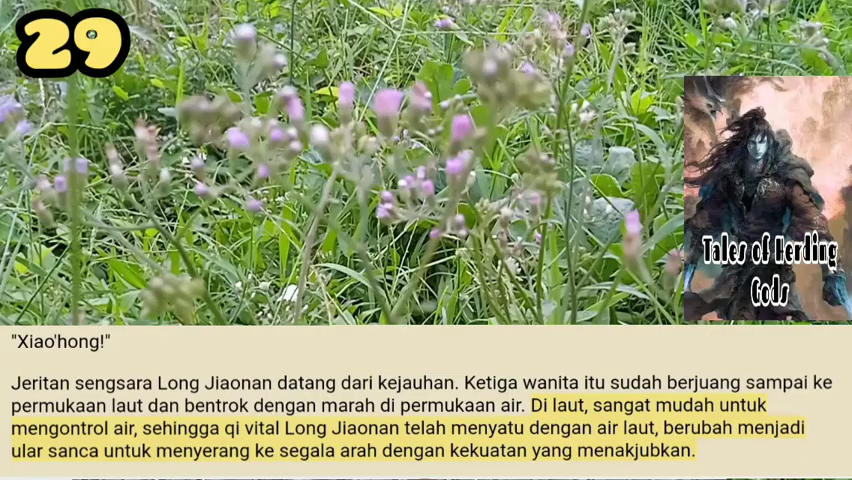 29
Tales of Herding
Gods
"Xiao'hong!"
Jeritan sengsara Long Jiaonan datang dari kejauhan. Ketiga wanita itu sudah berjuang sampai ke
permukaan laut dan bentrok dengan marah di permukaan air. Di laut, sangat mudah untuk
mengontrol air, sehingga qi vital Long Jiaonan telah menyatu dengan air laut, berubah menjadi
ular sanca untuk menyerang ke segala arah dengan kekuatan yang menakjubkan.